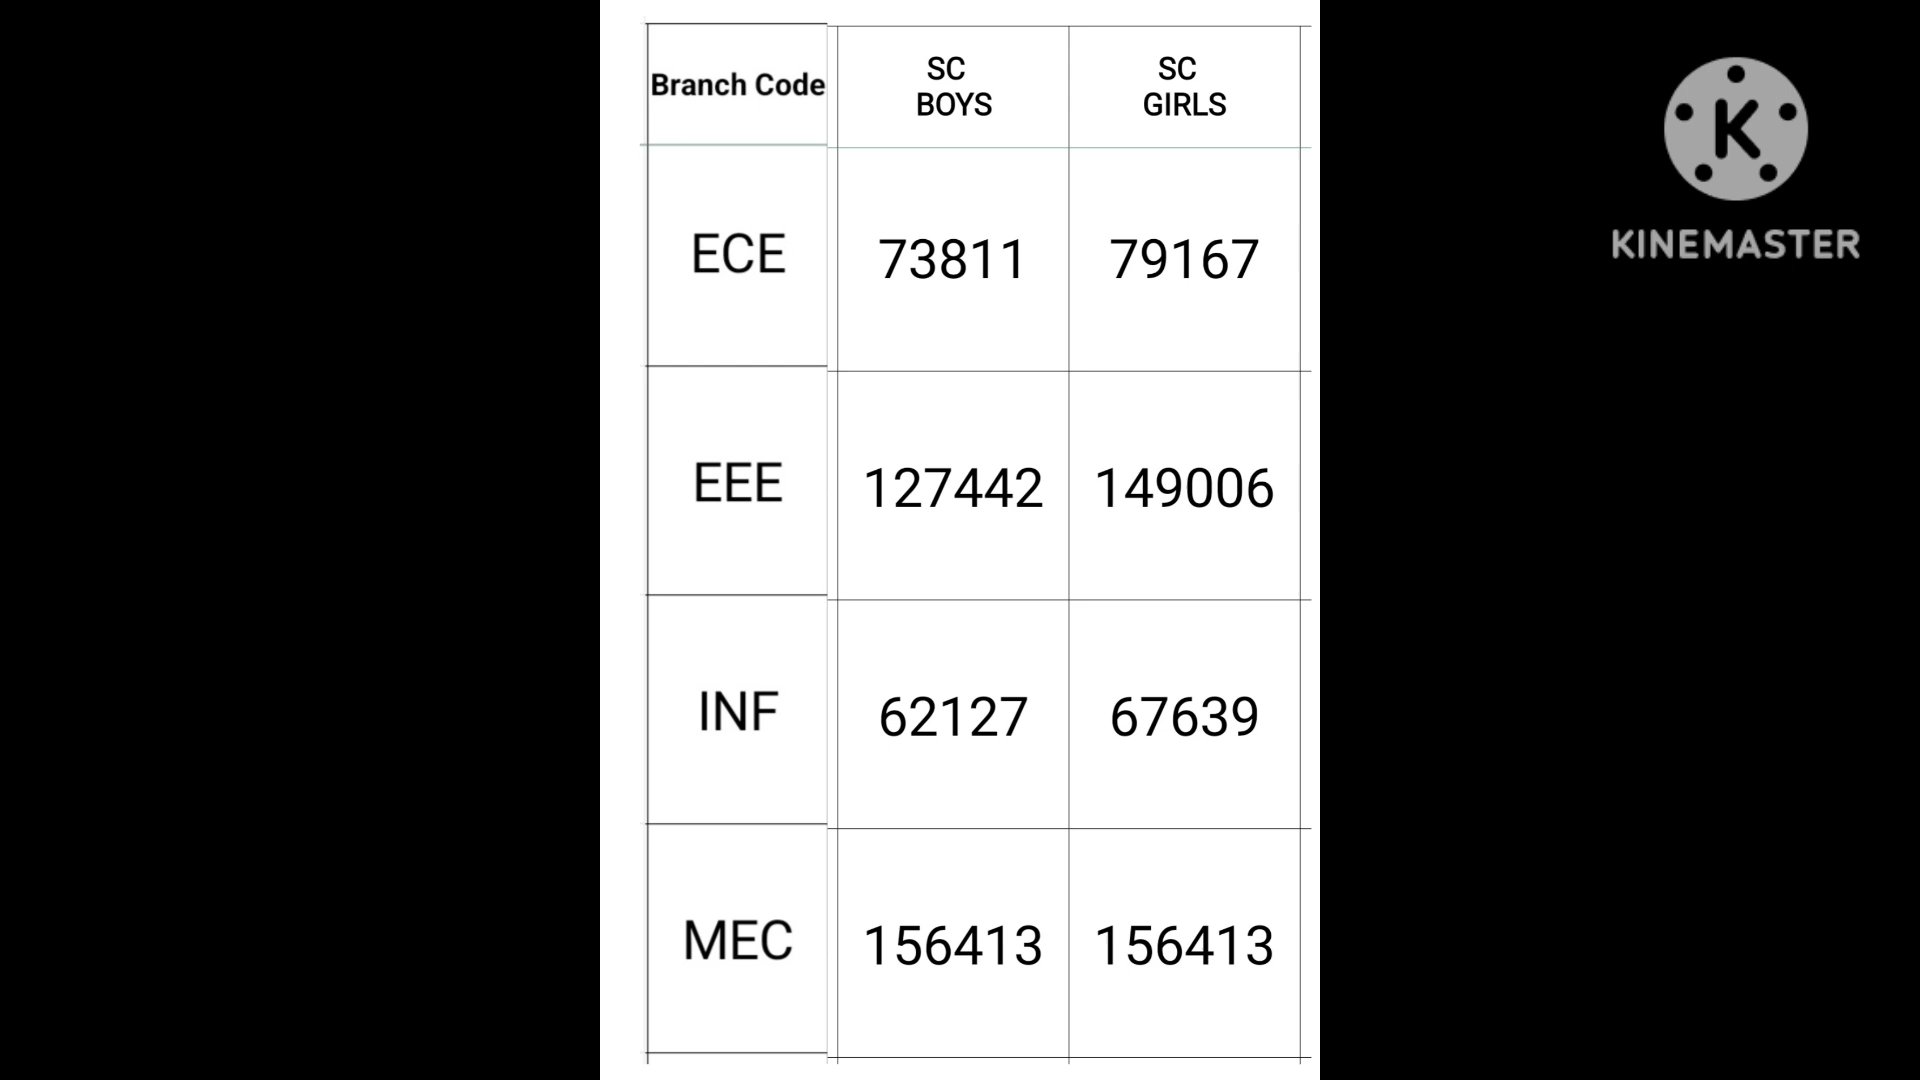 Branch Code SC BOYS SC GIRLS
ECE 73811 79167
EEE 127442 149006
INF 62127 67639
MEC 156413 156413
K
KINEMASTER